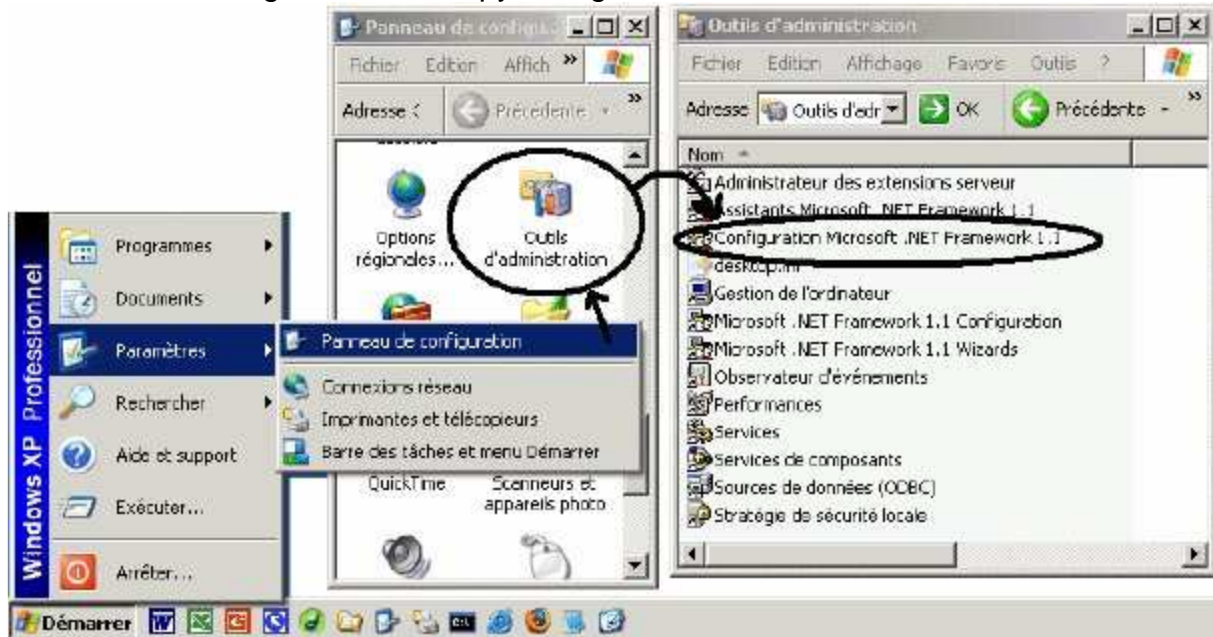 Panneau de configu
Fichier Edition Affich »
Adresse Précédente »
Options régionales...
Outils d'administration
QuickTime
Scanneurs et appareils photo
Outils d'administration
Fichier Edition Affichage Favoris Outils ?
Adresse Outils d'adr OK Précédente »
Nom
Administrateur des extensions serveur
Assistants Microsoft .NET Framework 1.1
Configuration Microsoft .NET Framework 1.1
desktop.ini
Gestion de l'ordinateur
Microsoft .NET Framework 1.1 Configuration
Microsoft .NET Framework 1.1 Wizards
Observateur d'événements
Performances
Services
Services de composants
Sources de données (ODBC)
Stratégie de sécurité locale
Windows XP Professionnel
Programmes
Documents
Paramètres
Rechercher
Aide et support
Exécuter...
Arrêter...
Panneau de configuration
Connexions réseau
Imprimantes et télécopieurs
Barre des tâches et menu Démarrer
Démarrer